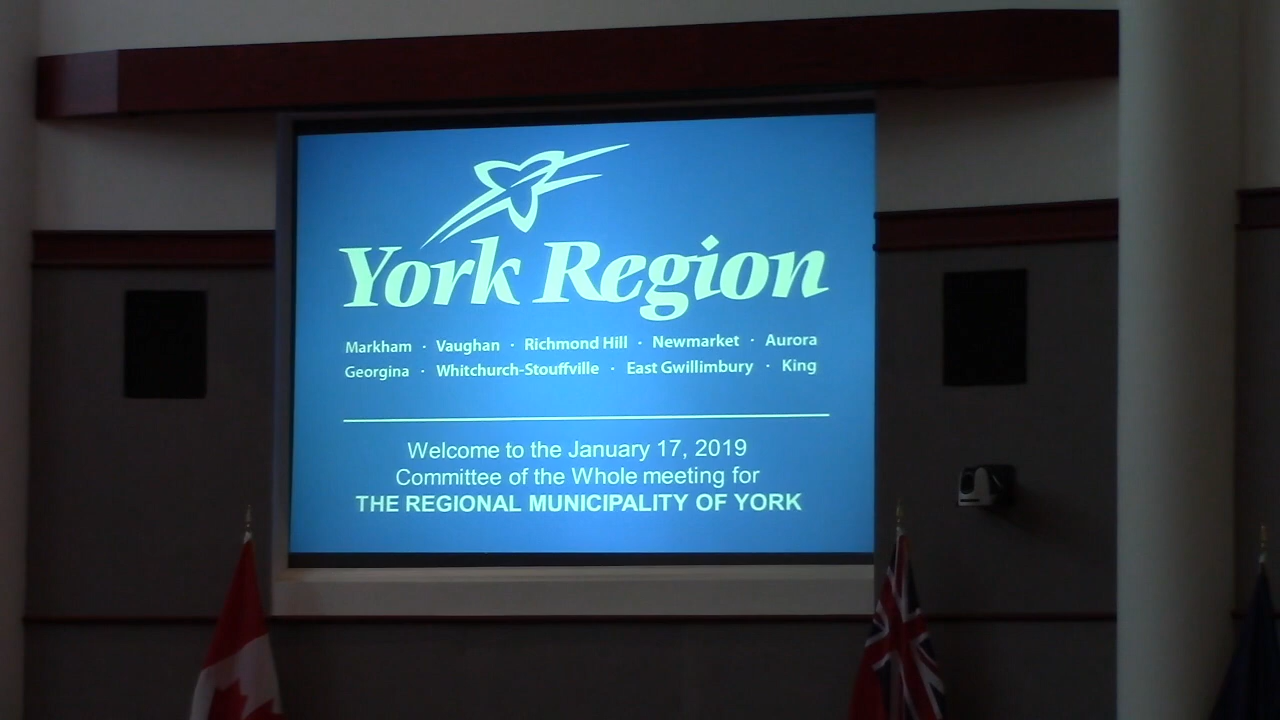 York Region
Markham · Vaughan · Richmond Hill · Newmarket · Aurora
Georgina · Whitchurch-Stouffville · East Gwillimbury · King
Welcome to the January 17, 2019
Committee of the Whole meeting for
THE REGIONAL MUNICIPALITY OF YORK